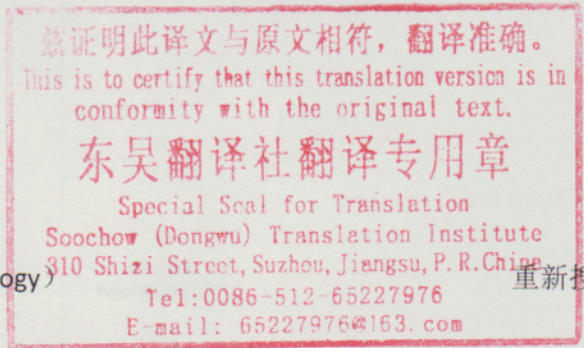 兹证明此译文与原文相符，翻译准确。
This is to certify that this translation version is in
conformity with the original text.
东吴翻译社翻译专用章
Special Seal for Translation
Soochow (Dongwu) Translation Institute
310 Shizi Street, Suzhou, Jiangsu, P. R. China
ogy） 重新
Tel:0086-512-65227976
E-mail: 65227976@163.com